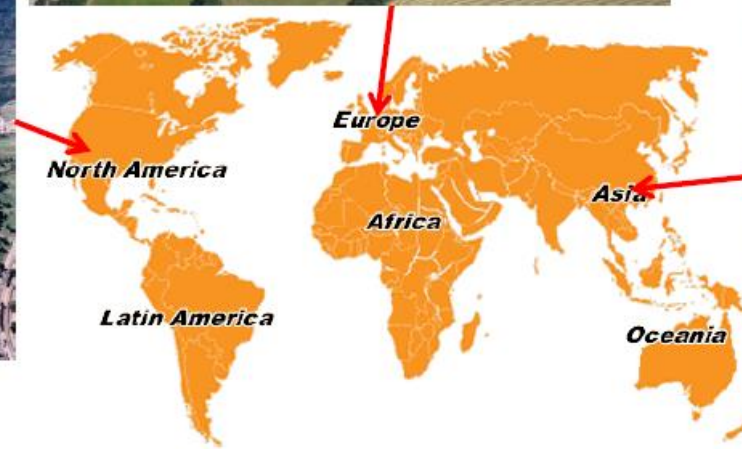 Europe
North America
Asia
Africa
Latin America
Oceania